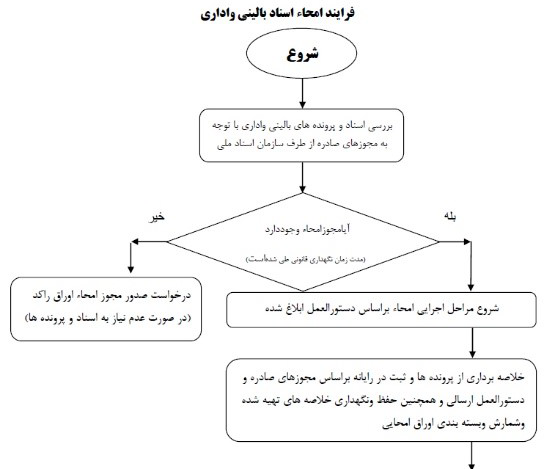 فرایند امحاء اسناد بالینی واداری
شروع
بررسی اسناد و پرونده های بالینی واداری با توجه
به مجوزهای صادره از طرف سازمان اسناد ملی
آیامجوزامحاء وجوددارد
(مدت زمان نگهداری قانونی طی شده‌است)
بله
خیر
شروع مراحل اجرایی امحاء براساس دستورالعمل ابلاغ شده
درخواست صدور مجوز امحاء اوراق راکد
(در صورت عدم نیاز به اسناد و پرونده ها)
خلاصه برداری از پرونده ها و ثبت در رایانه براساس مجوزهای صادره و
دستورالعمل ارسالی و همچنین حفظ ونگهداری خلاصه های تهیه شده
وشمارش وبسته بندی اوراق امحایی